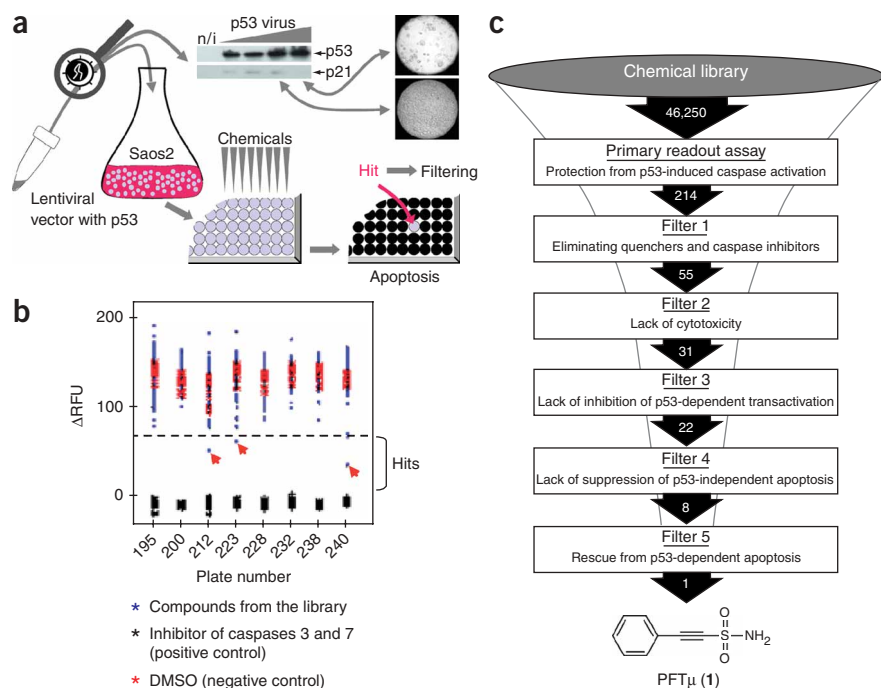 a
n/i
p53 virus
p53
p21
Saos2
Lentiviral
vector with p53
Chemicals
Hit
Filtering
Apoptosis
b
200
100
0
ΔRFU
Hits
195
200
212
223
228
232
238
240
Plate number
* Compounds from the library
* Inhibitor of caspases 3 and 7
(positive control)
* DMSO (negative control)
c
Chemical library
46,250
Primary readout assay
Protection from p53-induced caspase activation
214
Filter 1
Eliminating quenchers and caspase inhibitors
55
Filter 2
Lack of cytotoxicity
31
Filter 3
Lack of inhibition of p53-dependent transactivation
22
Filter 4
Lack of suppression of p53-independent apoptosis
8
Filter 5
Rescue from p53-dependent apoptosis
1
O
S
NH₂
O
PFTμ (1)